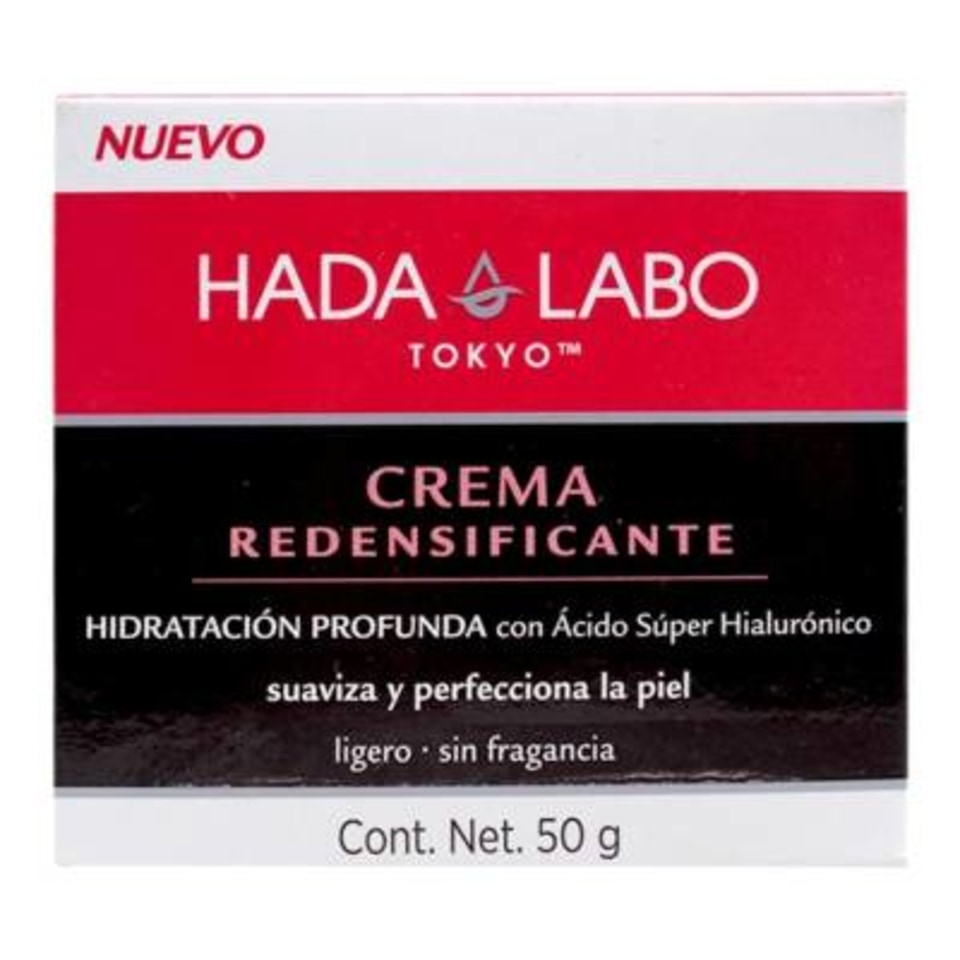 NUEVO
HADA LABO
TOKYO™
CREMA
REDENSIFICANTE
HIDRATACIÓN PROFUNDA con Ácido Súper Hialurónico
suaviza y perfecciona la piel
ligero · sin fragancia
Cont. Net. 50 g